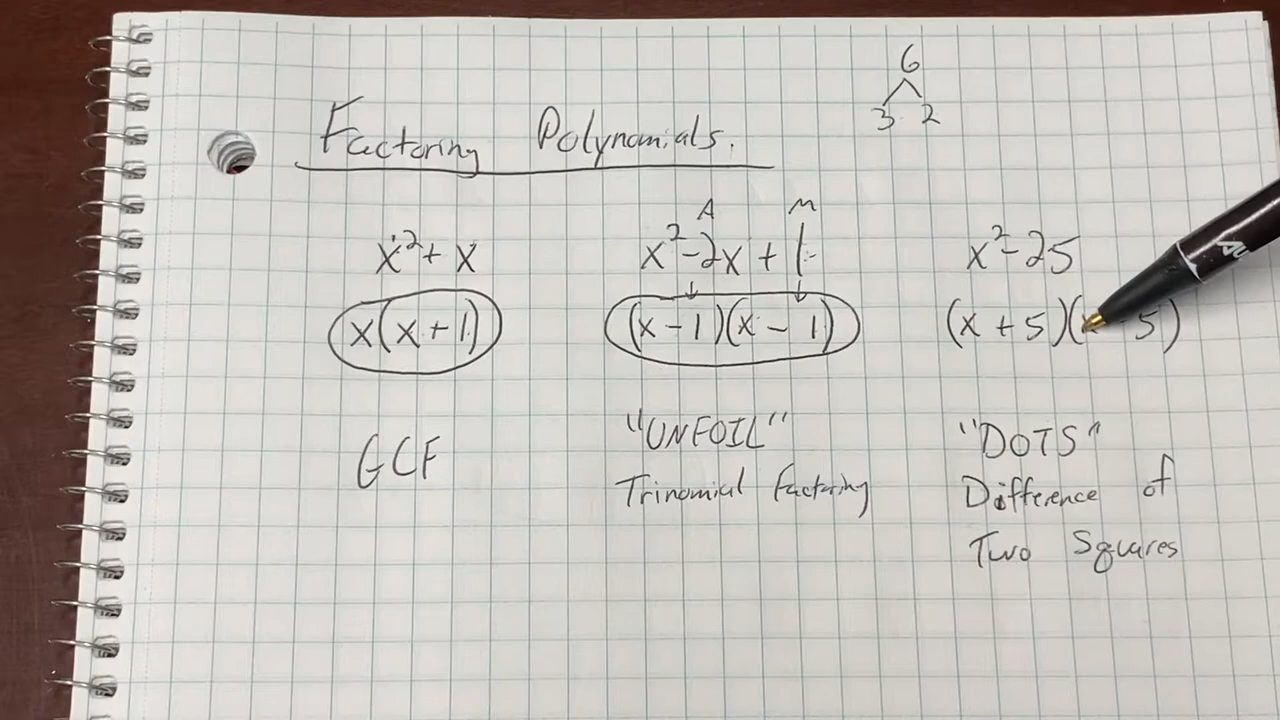 6
3 2
Factoring Polynomials.
x² + x
x(x + 1)
GCF
A M
x² - 2x + 1
(x - 1)(x - 1)
"UNFOIL"
Trinomial Factoring
x² - 25
(x + 5)(x - 5)
"DOTS"
Difference of
Two Squares